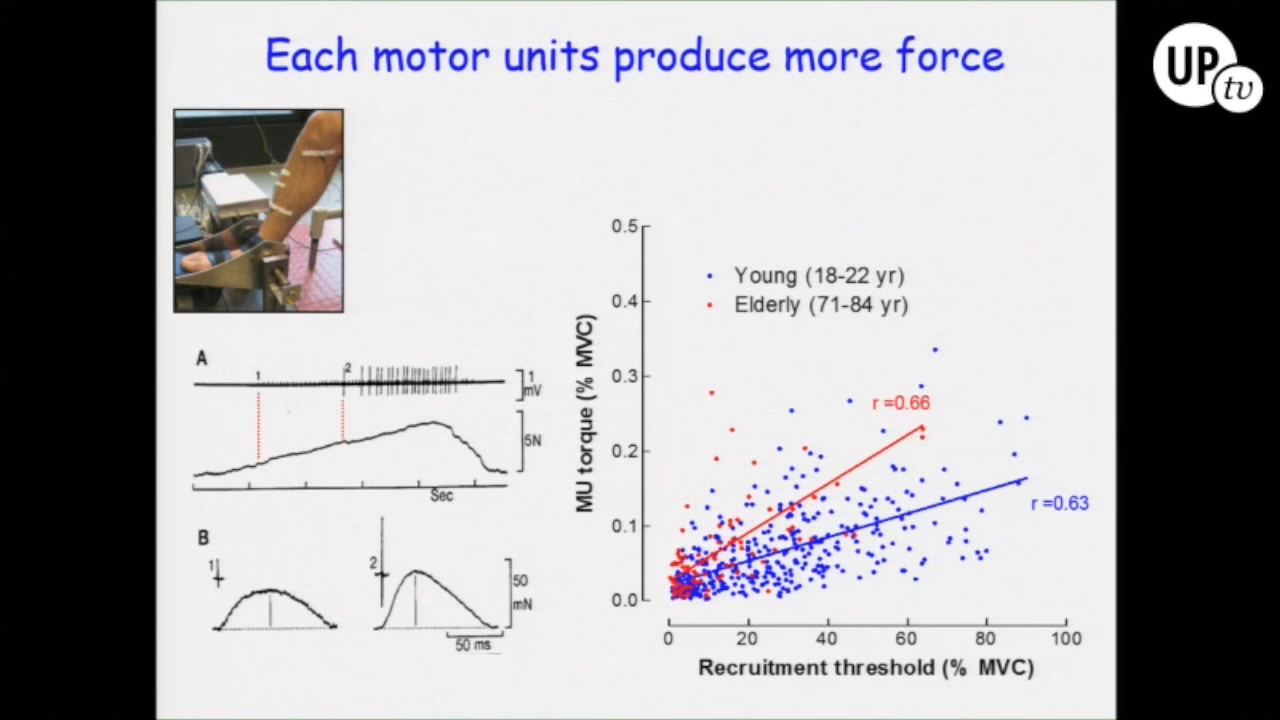 Each motor units produce more force
UP
tv
A
1
2
1
mV
5N
Sec
B
1
2
50
mN
50 ms
0.5
0.4
0.3
0.2
0.1
0.0
MU torque (% MVC)
Young (18-22 yr)
Elderly (71-84 yr)
r =0.66
r =0.63
0 20 40 60 80 100
Recruitment threshold (% MVC)